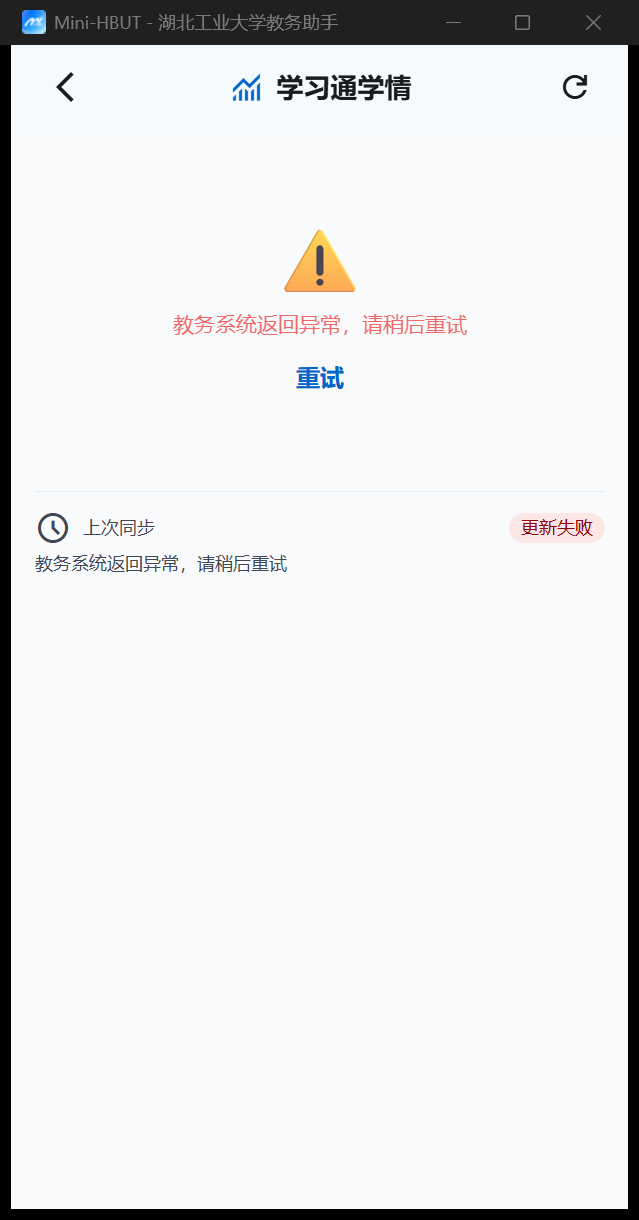 Mini-HBUT - 湖北工业大学教务助手
学习通学情
教务系统返回异常，请稍后重试
重试
上次同步
更新失败
教务系统返回异常，请稍后重试